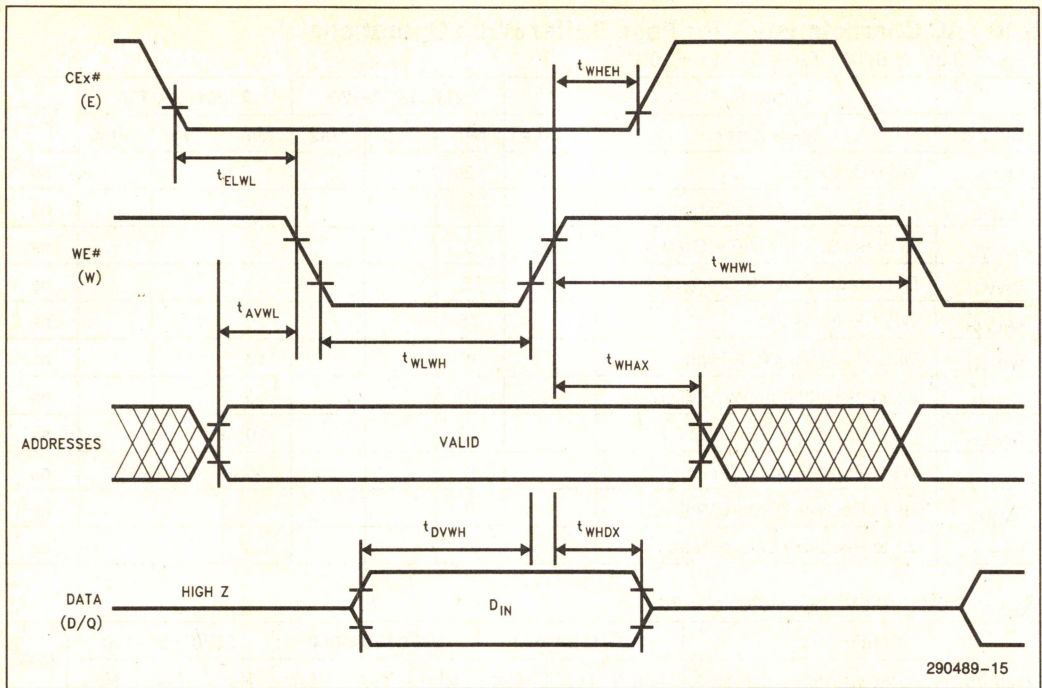 CEx#
(E)
tWHEH
tELWL
WE#
(W)
tWHWL
tAVWL
tWLWH
tWHAX
ADDRESSES
VALID
tDVWH
tWHDX
HIGH Z
DATA
(D/Q)
DIN
290489-15